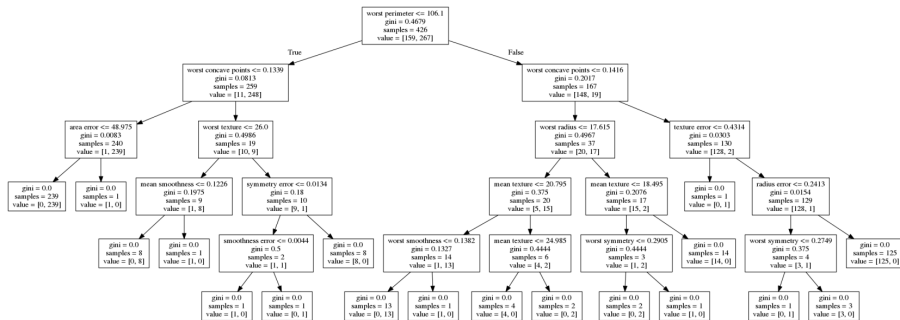 worst perimeter <= 106.1
gini = 0.4679
samples = 426
value = [159, 267]
True
False
worst concave points <= 0.1339
gini = 0.0813
samples = 259
value = [11, 248]
worst concave points <= 0.1416
gini = 0.2017
samples = 167
value = [148, 19]
area error <= 48.975
gini = 0.0083
samples = 240
value = [1, 239]
worst texture <= 26.0
gini = 0.4986
samples = 19
value = [10, 9]
worst radius <= 17.615
gini = 0.4967
samples = 37
value = [20, 17]
texture error <= 0.4314
gini = 0.0303
samples = 130
value = [128, 2]
gini = 0.0
samples = 239
value = [0, 239]
gini = 0.0
samples = 1
value = [1, 0]
mean smoothness <= 0.1226
gini = 0.1975
samples = 9
value = [1, 8]
symmetry error <= 0.0134
gini = 0.18
samples = 10
value = [9, 1]
mean texture <= 20.795
gini = 0.375
samples = 20
value = [5, 15]
mean texture <= 18.495
gini = 0.2076
samples = 17
value = [15, 2]
gini = 0.0
samples = 1
value = [0, 1]
radius error <= 0.2413
gini = 0.0154
samples = 129
value = [128, 1]
gini = 0.0
samples = 8
value = [0, 8]
gini = 0.0
samples = 1
value = [1, 0]
smoothness error <= 0.0044
gini = 0.5
samples = 2
value = [1, 1]
gini = 0.0
samples = 8
value = [8, 0]
worst smoothness <= 0.1382
gini = 0.1327
samples = 14
value = [1, 13]
mean texture <= 24.985
gini = 0.4444
samples = 6
value = [4, 2]
worst symmetry <= 0.2905
gini = 0.4444
samples = 3
value = [1, 2]
gini = 0.0
samples = 14
value = [14, 0]
worst symmetry <= 0.2749
gini = 0.375
samples = 4
value = [3, 1]
gini = 0.0
samples = 125
value = [125, 0]
gini = 0.0
samples = 1
value = [1, 0]
gini = 0.0
samples = 1
value = [0, 1]
gini = 0.0
samples = 13
value = [0, 13]
gini = 0.0
samples = 1
value = [1, 0]
gini = 0.0
samples = 4
value = [4, 0]
gini = 0.0
samples = 2
value = [0, 2]
gini = 0.0
samples = 2
value = [0, 2]
gini = 0.0
samples = 1
value = [1, 0]
gini = 0.0
samples = 1
value = [0, 1]
gini = 0.0
samples = 3
value = [3, 0]